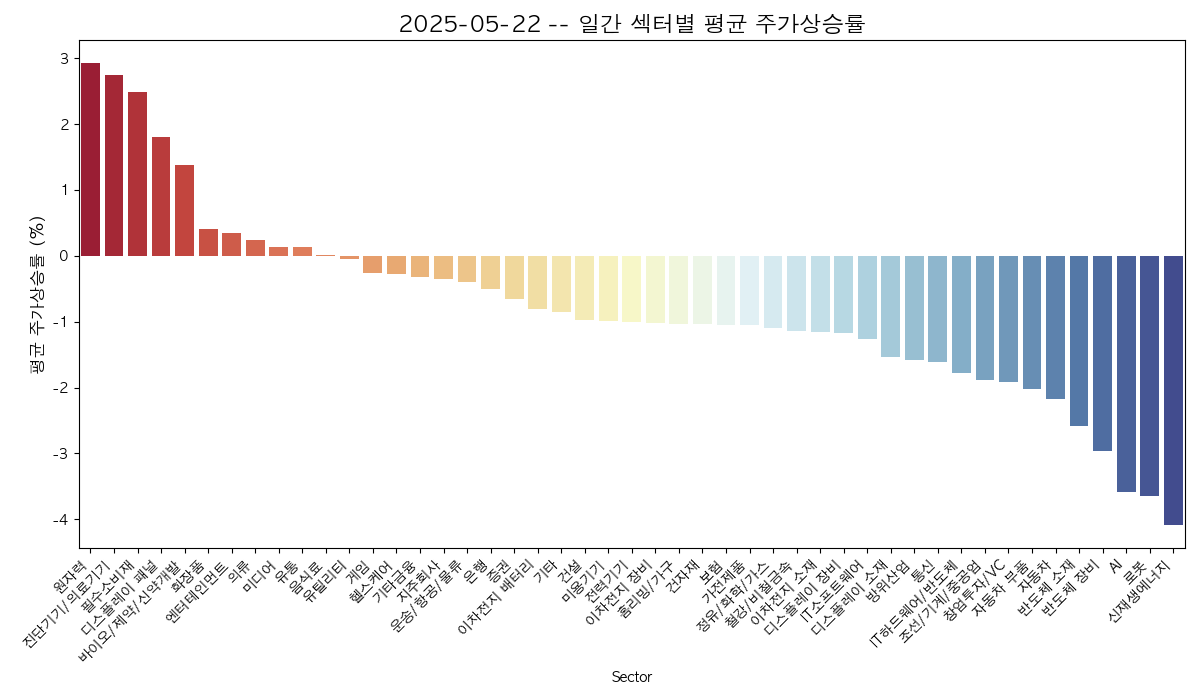 2025-05-22 -- 일간 섹터별 평균 주가상승률
평균 주가상승률 (%)
3
2
1
0
-1
-2
-3
-4
원자력
진단기기/의료기기
필수소비재
디스플레이 패널
바이오/제약/신약개발
화장품
엔터테인먼트
의류
미디어
유통
음식료
유틸리티
게임
헬스케어
기타금융
지주회사
운송/항공/물류
은행
증권
이차전지 배터리
기타
건설
미용기기
전력기기
이차전지 장비
홈리빙/가구
건자재
보험
가전제품
정유/화학/가스
철강/비철금속
이차전지 소재
디스플레이 장비
IT소프트웨어
디스플레이 소재
방위산업
통신
IT하드웨어/반도체
조선/기계/중공업
창업투자/VC
자동차 부품
자동차
반도체 소재
반도체 장비
AI
로봇
신재생에너지
Sector